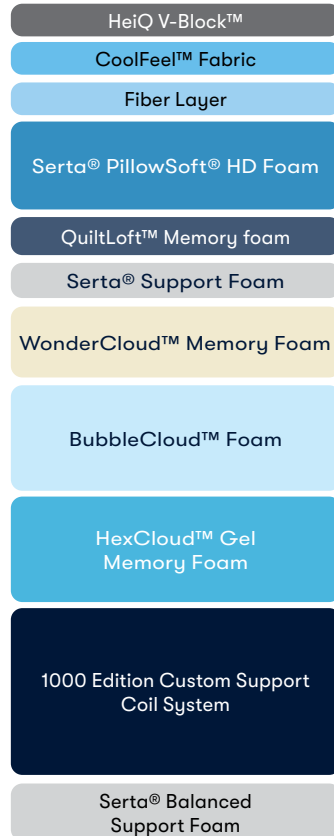 HeiQ V-Block™
CoolFeel™ Fabric
Fiber Layer
Serta® PillowSoft® HD Foam
QuiltLoft™ Memory foam
Serta® Support Foam
WonderCloud™ Memory Foam
BubbleCloud™ Foam
HexCloud™ Gel
Memory Foam
1000 Edition Custom Support
Coil System
Serta® Balanced
Support Foam